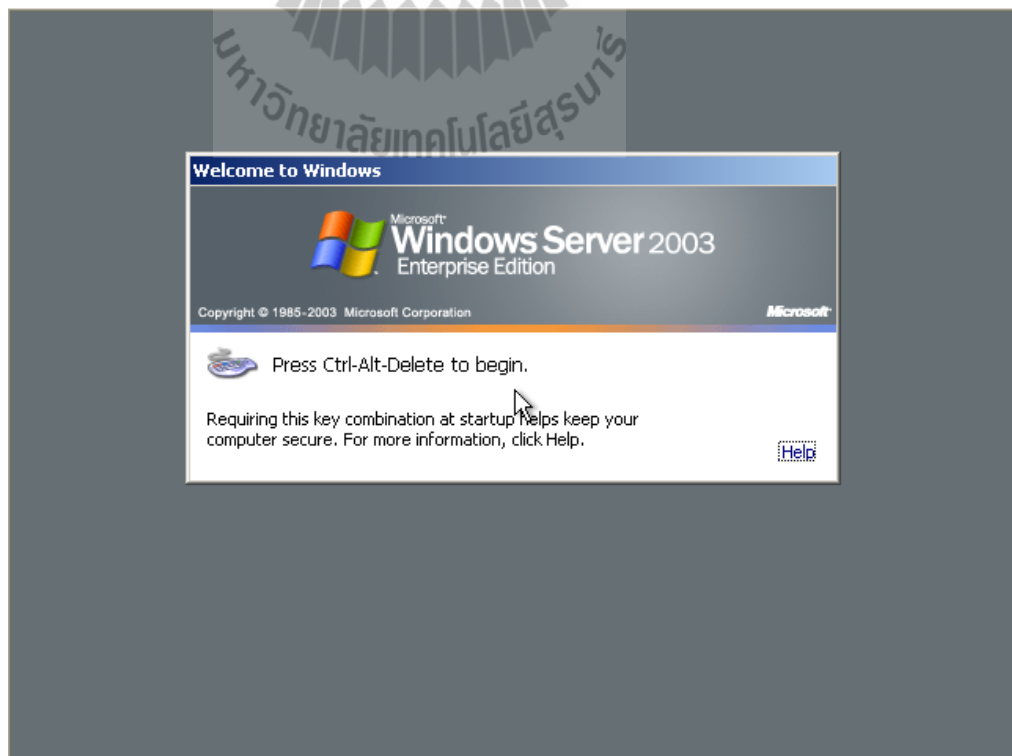 มหาวิทยาลัยเทคโนโลยีสุรนารี
Welcome to Windows
Microsoft
Windows Server 2003
Enterprise Edition
Copyright © 1985-2003 Microsoft Corporation
Microsoft
Press Ctrl-Alt-Delete to begin.
Requiring this key combination at startup helps keep your
computer secure. For more information, click Help.
Help